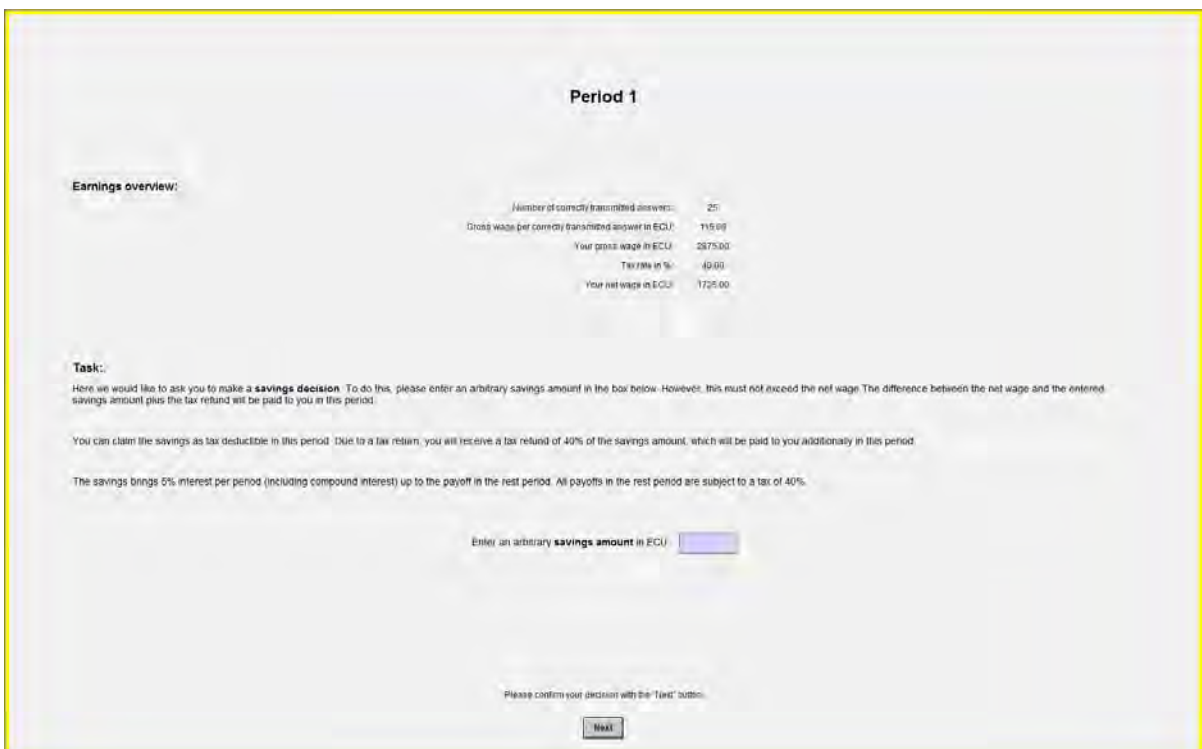 Period 1
Earnings overview:
Number of correctly transmitted answers: 25
Gross wage per correctly transmitted answer in ECU: 115.00
Your gross wage in ECU: 2875.00
Tax rate in %: 40.00
Your net wage in ECU: 1725.00
Task:
Here we would like to ask you to make a savings decision. To do this, please enter an arbitrary savings amount in the box below. However, this must not exceed the net wage.The difference between the net wage and the entered
savings amount plus the tax refund will be paid to you in this period.
You can claim the savings as tax deductible in this period. Due to a tax return, you will receive a tax refund of 40% of the savings amount, which will be paid to you additionally in this period.
The savings brings 5% interest per period (including compound interest) up to the payoff in the rest period. All payoffs in the rest period are subject to a tax of 40%.
Enter an arbitrary savings amount in ECU
Please confirm your decision with the "Next" button.
Next